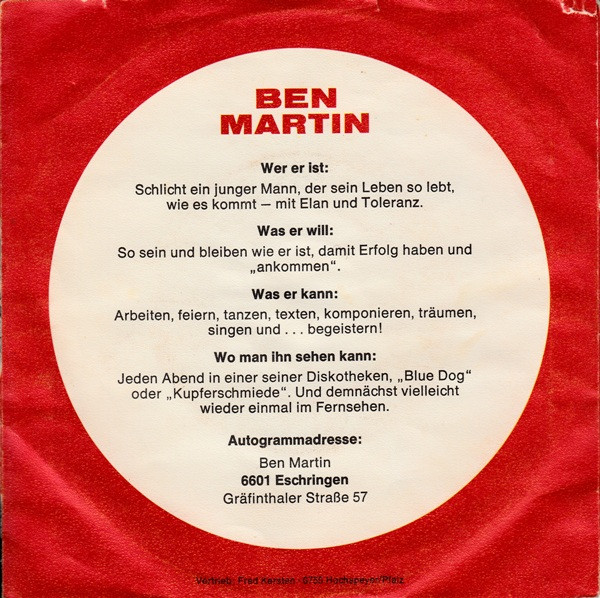 BEN
MARTIN
Wer er ist:
Schlicht ein junger Mann, der sein Leben so lebt,
wie es kommt – mit Elan und Toleranz.
Was er will:
So sein und bleiben wie er ist, damit Erfolg haben und
„ankommen“.
Was er kann:
Arbeiten, feiern, tanzen, texten, komponieren, träumen,
singen und . . . begeistern!
Wo man ihn sehen kann:
Jeden Abend in einer seiner Diskotheken, „Blue Dog“
oder „Kupferschmiede“. Und demnächst vielleicht
wieder einmal im Fernsehen.
Autogrammadresse:
Ben Martin
6601 Eschringen
Gräfinthaler Straße 57
Vertrieb: Fred Kersten Hochspeyer/Pfalz